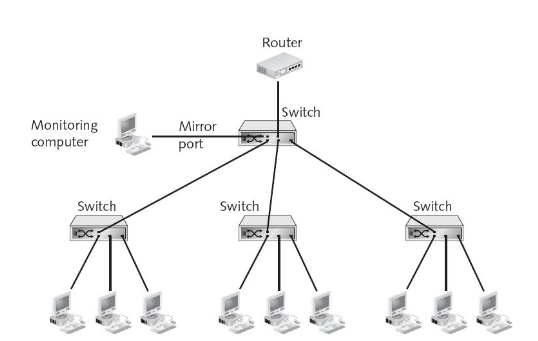 Router
Switch
Monitoring
computer
Mirror
port
Switch
Switch
Switch